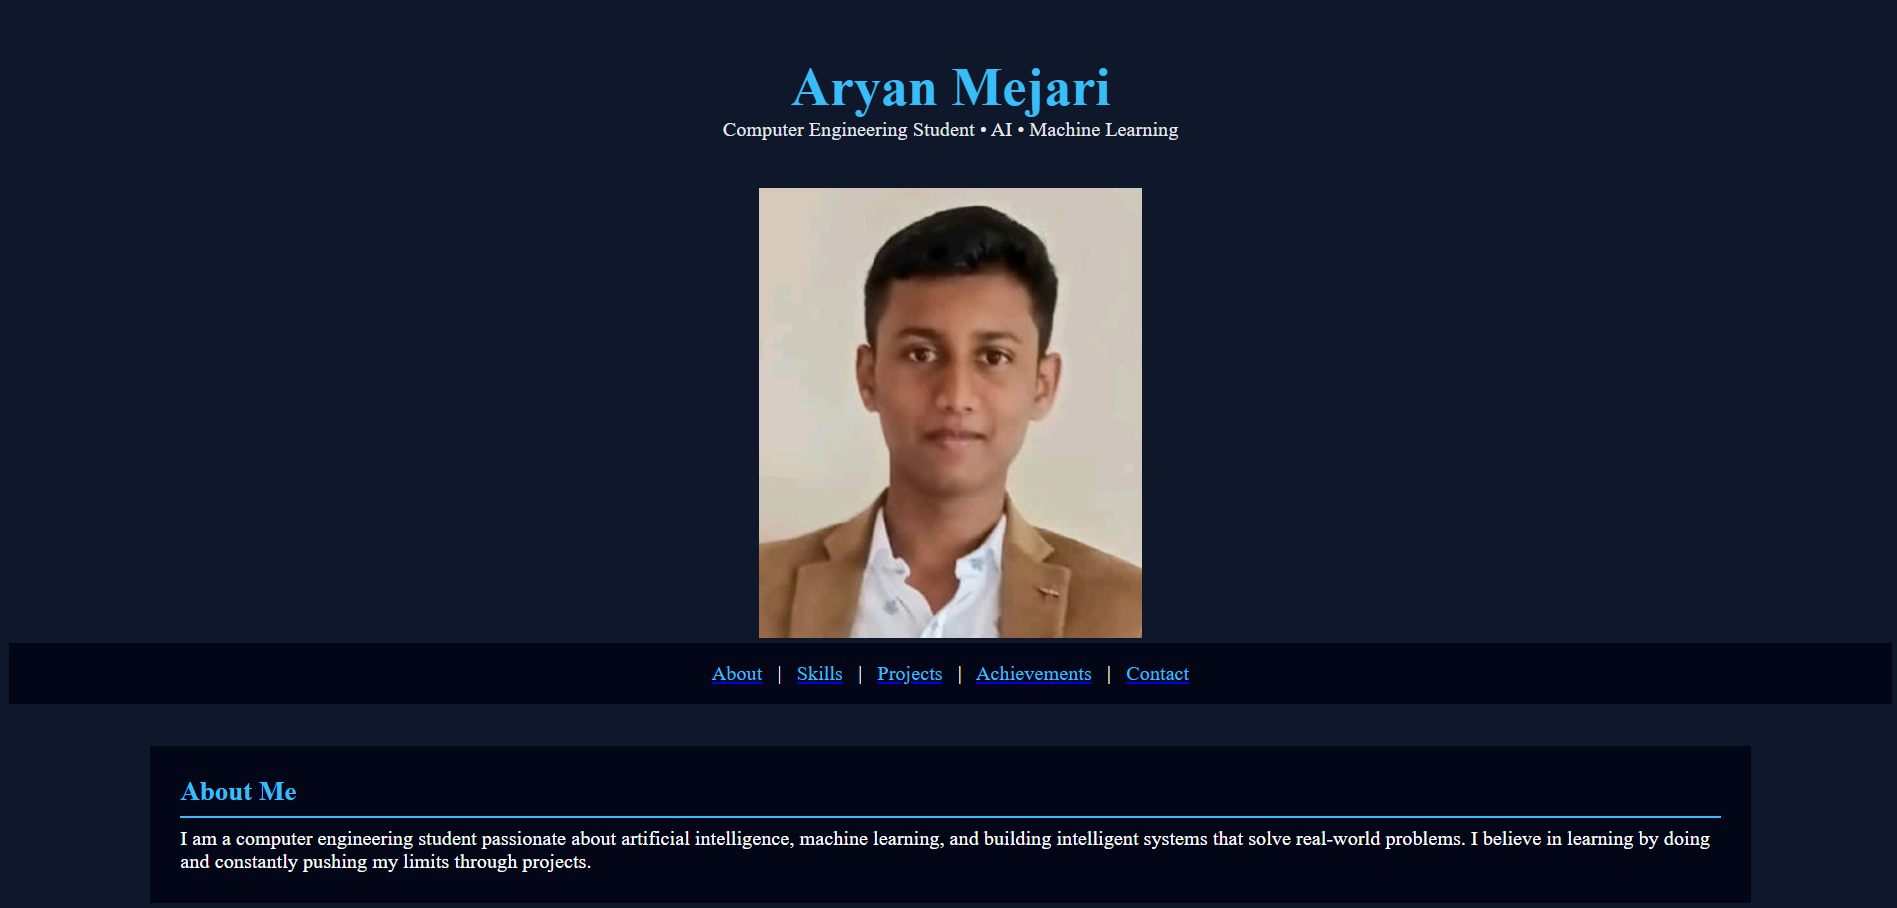 Aryan Mejari
Computer Engineering Student • AI • Machine Learning
About | Skills | Projects | Achievements | Contact
About Me
I am a computer engineering student passionate about artificial intelligence, machine learning, and building intelligent systems that solve real-world problems. I believe in learning by doing
and constantly pushing my limits through projects.